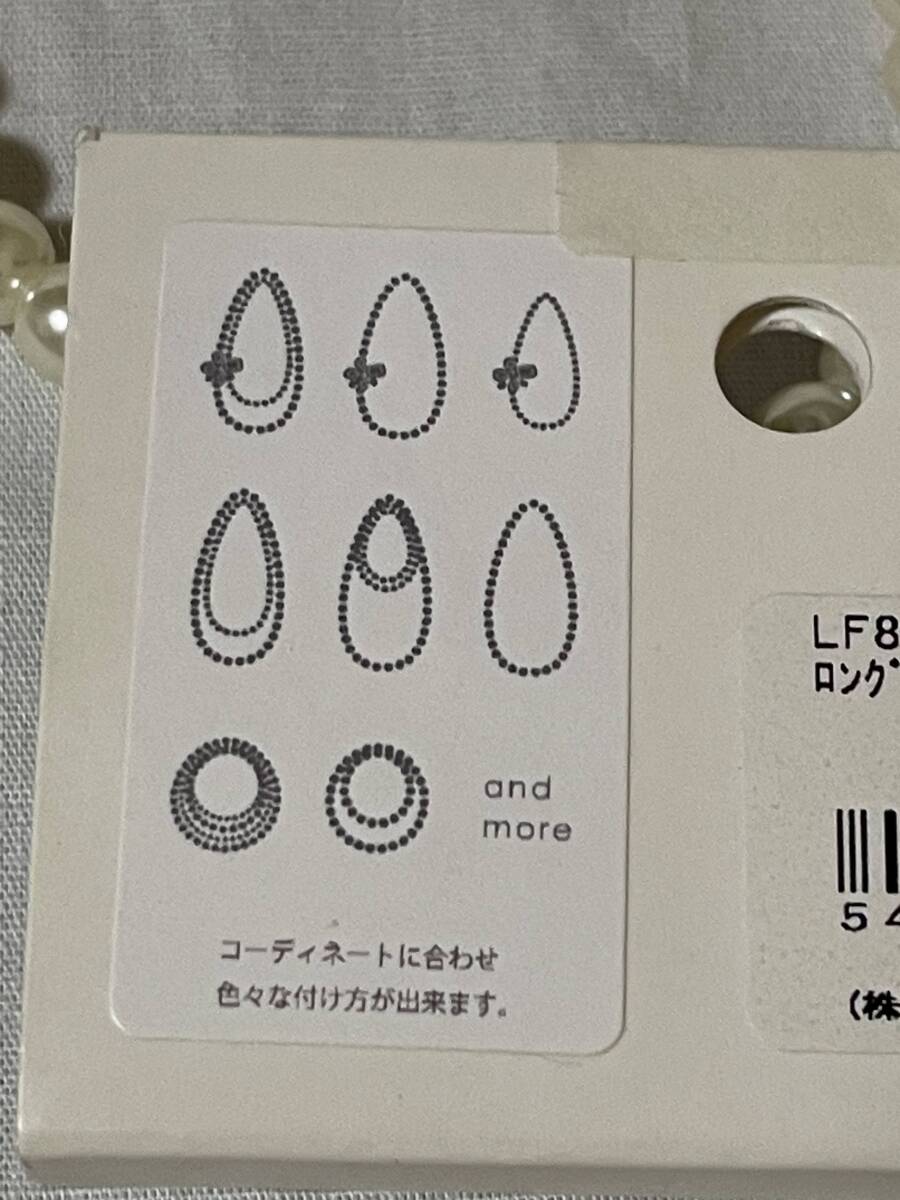 and
more
コーディネートに合わせ
色々な付け方が出来ます。
LF8
ロング
54
(株